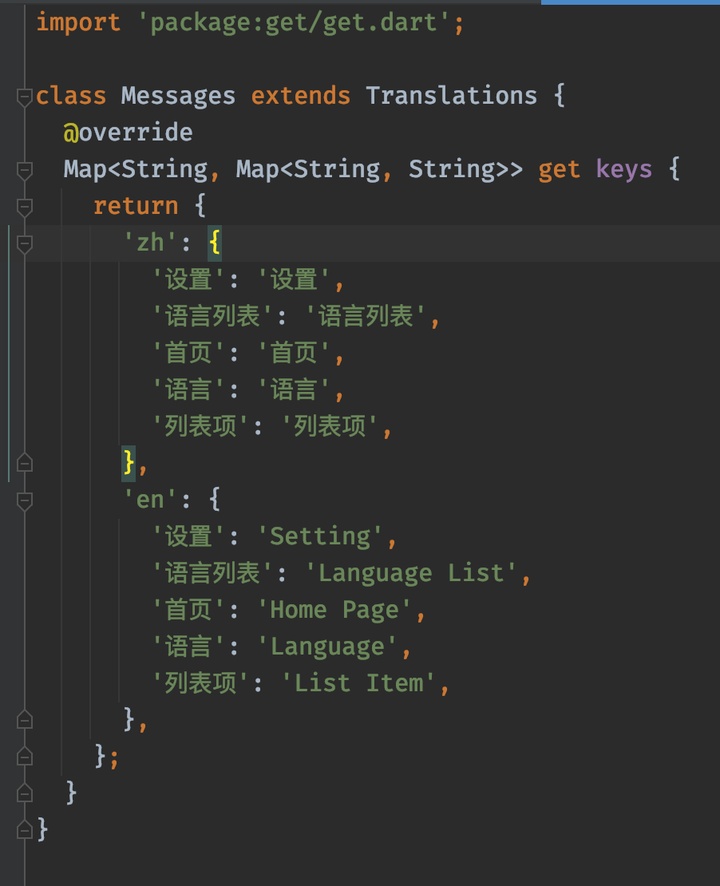 import 'package:get/get.dart';
class Messages extends Translations {
@override
Map<String, Map<String, String>> get keys {
return {
'zh': {
'设置': '设置',
'语言列表': '语言列表',
'首页': '首页',
'语言': '语言',
'列表项': '列表项',
},
'en': {
'设置': 'Setting',
'语言列表': 'Language List',
'首页': 'Home Page',
'语言': 'Language',
'列表项': 'List Item',
},
};
}
}